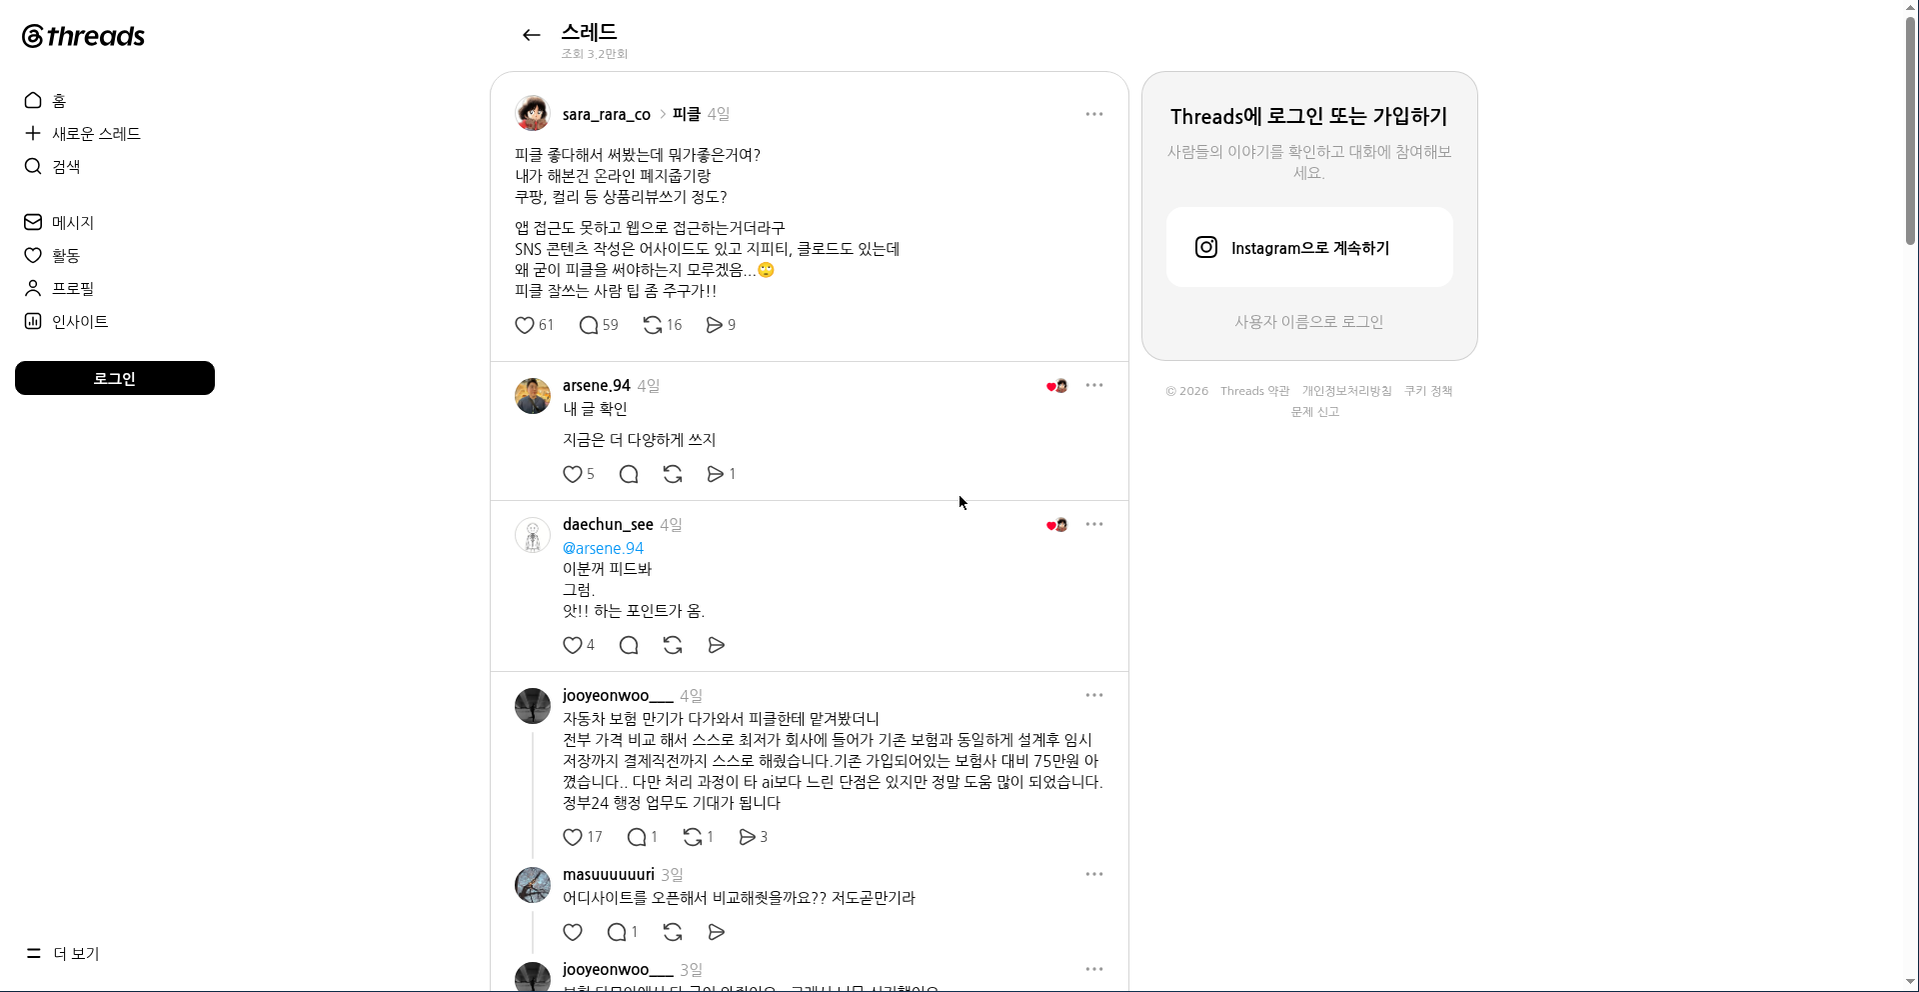 threads
홈
새로운 스레드
검색
메시지
활동
프로필
인사이트
로그인
더 보기
스레드
조회 3.2만회
sara_rara_co > 피클 4일
피클 좋다해서 써봤는데 뭐가좋은거여?
내가 해본건 온라인 폐지줍기랑
쿠팡, 컬리 등 상품리뷰쓰기 정도?
앱 접근도 못하고 웹으로 접근하는거더라구
SNS 콘텐츠 작성은 어사이드도 있고 지피티, 클로드도 있는데
왜 굳이 피클을 써야하는지 모루겠음...🙄
피클 잘쓰는 사람 팁 좀 주구가!!
61 59 16 9
arsene.94 4일
내 글 확인
지금은 더 다양하게 쓰지
5 1
daechun_see 4일
@arsene.94
이분꺼 피드봐
그럼.
앗!! 하는 포인트가 옴.
4
jooyeonwoo___ 4일
자동차 보험 만기가 다가와서 피클한테 맡겨봤더니
전부 가격 비교 해서 스스로 최저가 회사에 들어가 기존 보험과 동일하게 설계후 임시
저장까지 결제직전까지 스스로 해줬습니다.기존 가입되어있는 보험사 대비 75만원 아
꼈습니다.. 다만 처리 과정이 타 ai보다 느린 단점은 있지만 정말 도움 많이 되었습니다.
정부24 행정 업무도 기대가 됩니다
17 1 1 3
masuuuuuuri 3일
어디사이트를 오픈해서 비교해줫을까요?? 저도곧만기라
1
jooyeonwoo___ 3일
Threads에 로그인 또는 가입하기
사람들의 이야기를 확인하고 대화에 참여해보
세요.
Instagram으로 계속하기
사용자 이름으로 로그인
© 2026 Threads 약관 개인정보처리방침 쿠키 정책
문제 신고